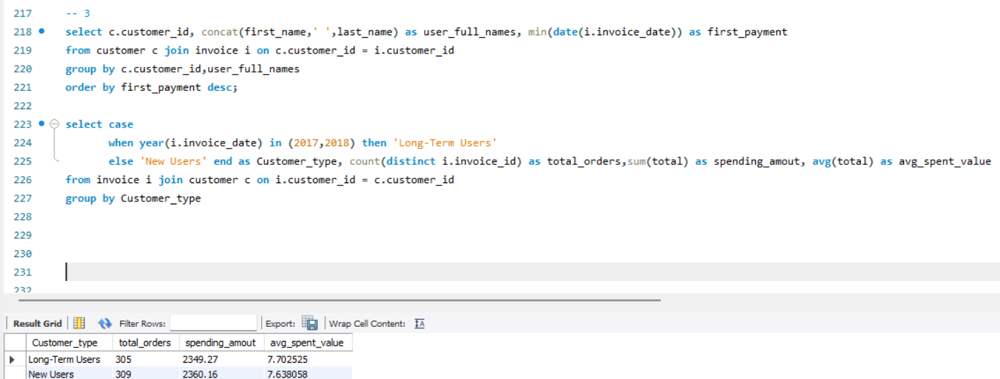 217 -- 3
218 select c.customer_id, concat(first_name,' ',last_name) as user_full_names, min(date(i.invoice_date)) as first_payment
219 from customer c join invoice i on c.customer_id = i.customer_id
220 group by c.customer_id,user_full_names
221 order by first_payment desc;
222
223 select case
224 when year(i.invoice_date) in (2017,2018) then 'Long-Term Users'
225 else 'New Users' end as Customer_type, count(distinct i.invoice_id) as total_orders,sum(total) as spending_amout, avg(total) as avg_spent_value
226 from invoice i join customer c on i.customer_id = c.customer_id
227 group by Customer_type
228
229
230
231
232
Result Grid Filter Rows: Export: Wrap Cell Content: IA
Customer_type total_orders spending_amout avg_spent_value
Long-Term Users 305 2349.27 7.702525
New Users 309 2360.16 7.638058